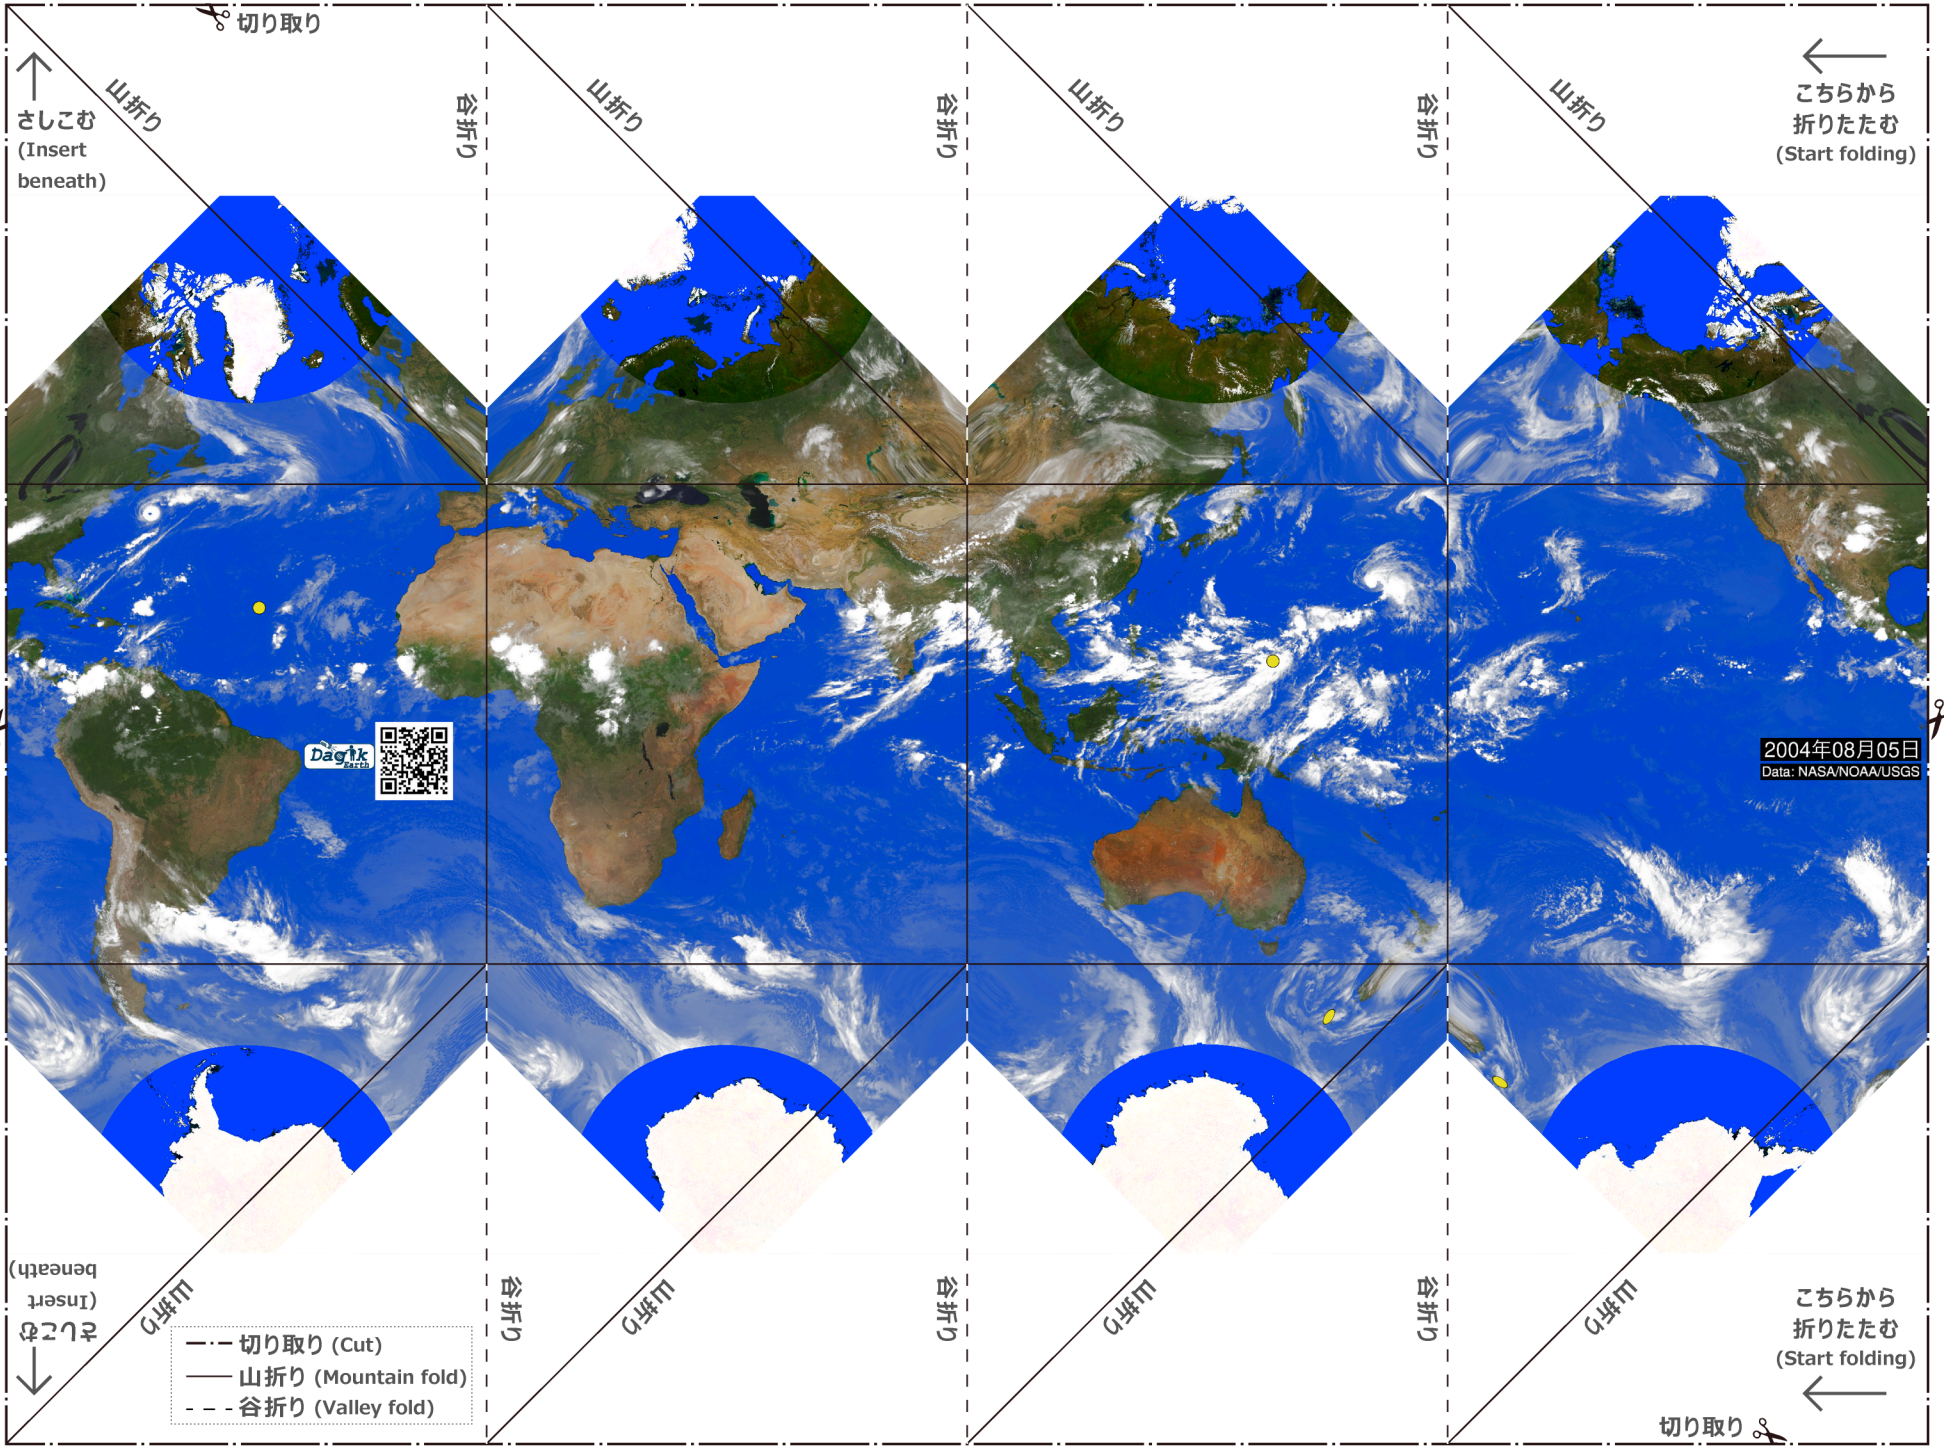 切り取り
山折り
谷折り
山折り
谷折り
山折り
谷折り
山折り
さしこむ
(Insert
beneath)
こちらから
折りたたむ
(Start folding)
Dagik
Earth
2004年08月05日
Data: NASA/NOAA/USGS
さしこむ
(Insert
beneath)
山折り
谷折り
山折り
谷折り
山折り
谷折り
山折り
切り取り (Cut)
山折り (Mountain fold)
谷折り (Valley fold)
こちらから
折りたたむ
(Start folding)
切り取り